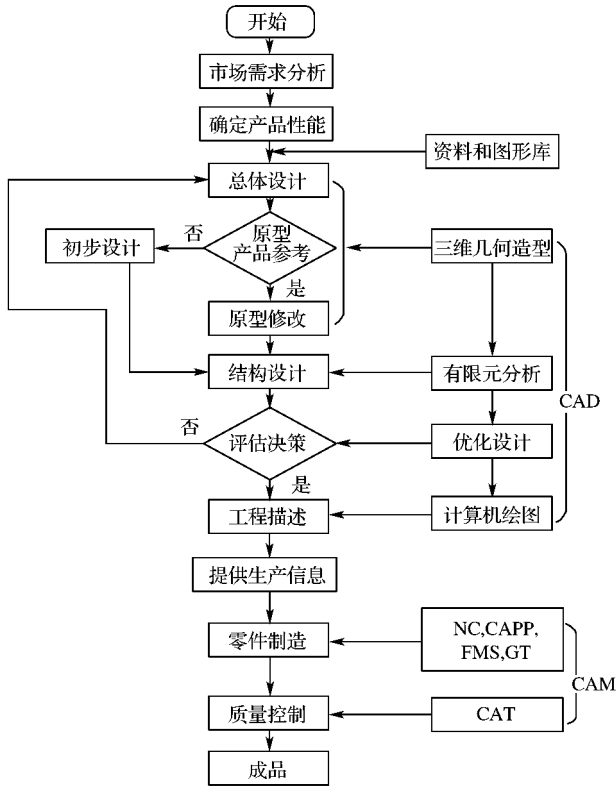 开始
市场需求分析
确定产品性能
资料和图形库
总体设计
否
原型
产品参考
初步设计
三维几何造型
是
原型修改
结构设计
有限元分析
CAD
否
评估决策
优化设计
是
工程描述
计算机绘图
提供生产信息
零件制造
NC,CAPP,
FMS,GT
CAM
质量控制
CAT
成品